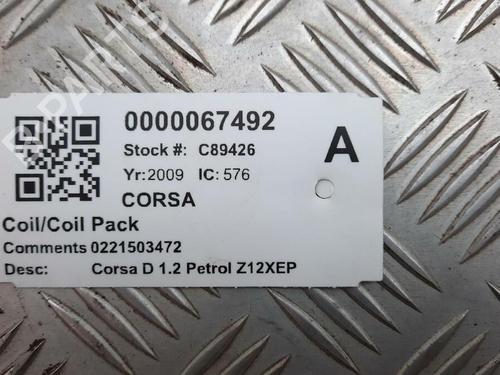 0000067492
Stock #: C89426
A
Yr: 2009 IC: 576
CORSA
Coil/Coil Pack
Comments 0221503472
Desc: Corsa D 1.2 Petrol Z12XEP